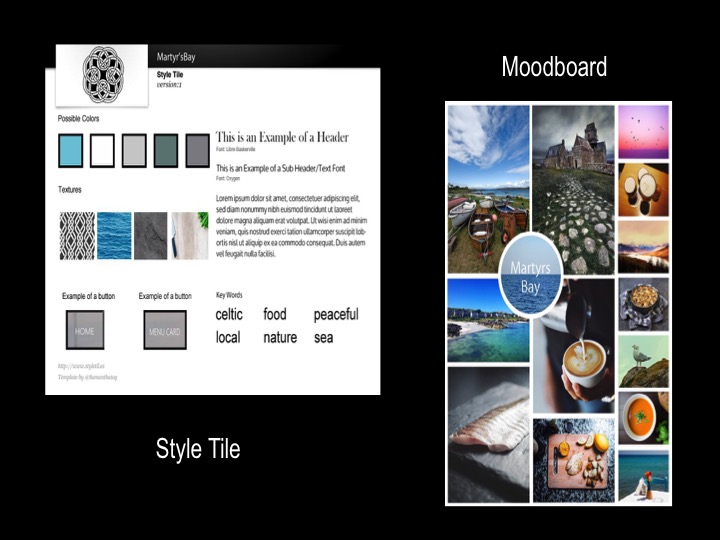 Martyr'sBay
Style Tile
version:1
Possible Colors
Textures
Example of a button
Example of a button
HOME
MENU CARD
http://www.styletil.es
Template by @Samanthatoy
This is an Example of a Header
Font: Libre Baskerville
This is an Example of a Sub Header/Text Font
Font: Oxygen
Lorem ipsum dolor sit amet, consectetuer adipiscing elit,
sed diam nonummy nibh euismod tincidunt ut laoreet
dolore magna aliquam erat volutpat. Ut wisi enim ad minim
veniam, quis nostrud exerci tation ullamcorper suscipit lob-
ortis nisl ut aliquip ex ea commodo consequat. Duis autem
vel feugait nulla facilisi.
Key Words
celtic food peaceful
local nature sea
Style Tile
Moodboard
Martyrs
Bay